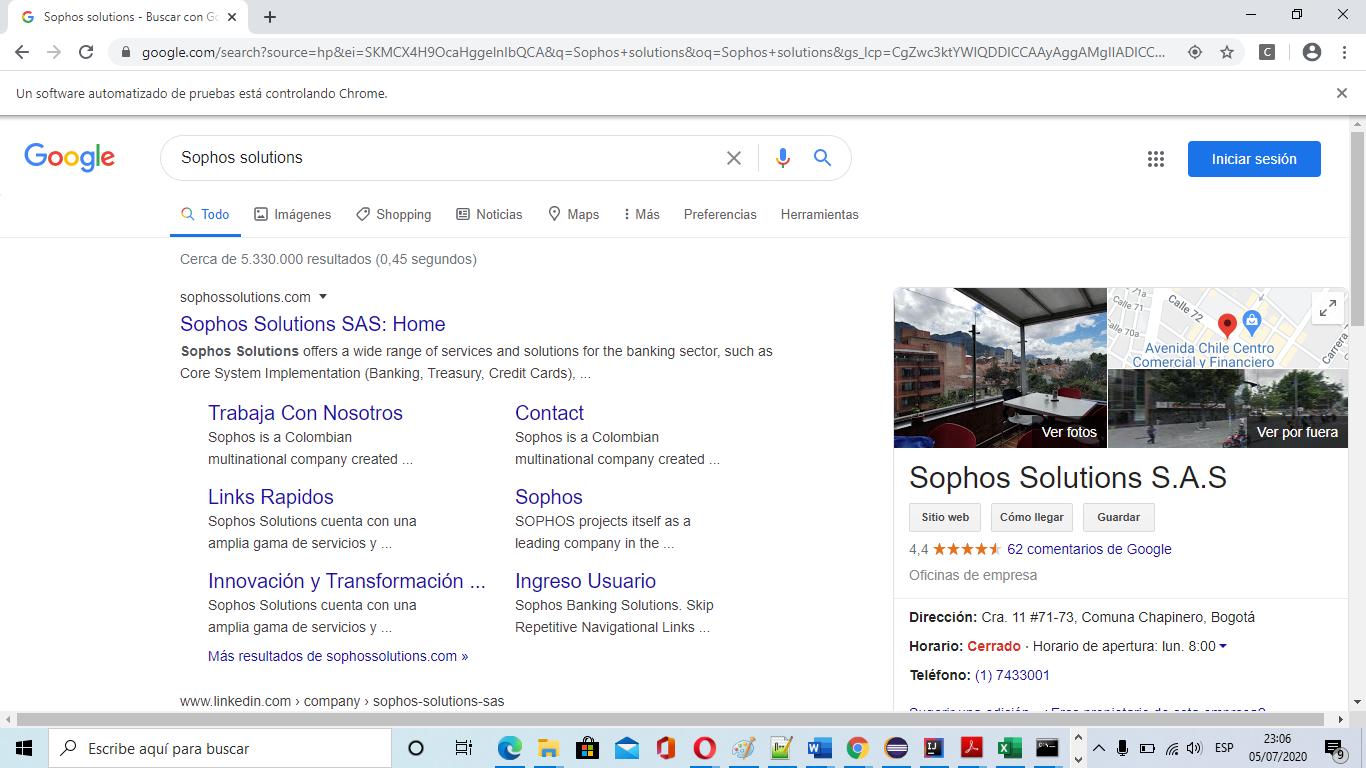 Sophos solutions - Buscar con Go
google.com/search?source=hp&ei=SKMCX4H9OcaHggeInIbQCA&q=Sophos+solutions&oq=Sophos+solutions&gs_lcp=CgZwc3ktYWIQDDICCAAyAggAMgIIADICC...
Un software automatizado de pruebas está controlando Chrome.
Google
Sophos solutions
Iniciar sesión
Todo Imágenes Shopping Noticias Maps Más Preferencias Herramientas
Cerca de 5.330.000 resultados (0,45 segundos)
sophossolutions.com
Sophos Solutions SAS: Home
Sophos Solutions offers a wide range of services and solutions for the banking sector, such as
Core System Implementation (Banking, Treasury, Credit Cards), ...
Trabaja Con Nosotros
Sophos is a Colombian
multinational company created ...
Contact
Sophos is a Colombian
multinational company created ...
Links Rapidos
Sophos Solutions cuenta con una
amplia gama de servicios y ...
Sophos
SOPHOS projects itself as a
leading company in the ...
Innovación y Transformación ...
Sophos Solutions cuenta con una
amplia gama de servicios y ...
Ingreso Usuario
Sophos Banking Solutions. Skip
Repetitive Navigational Links ...
Más resultados de sophossolutions.com »
www.linkedin.com › company › sophos-solutions-sas
Calle 71
Calle 72
Calle 70a
Carrera
Avenida Chile Centro
Comercial y Financiero
Ver fotos
Ver por fuera
Sophos Solutions S.A.S
Sitio web
Cómo llegar
Guardar
4,4 62 comentarios de Google
Oficinas de empresa
Dirección: Cra. 11 #71-73, Comuna Chapinero, Bogotá
Horario: Cerrado · Horario de apertura: lun. 8:00
Teléfono: (1) 7433001
Sugerir una edición · ¿Eres propietario de esta empresa?
Escribe aquí para buscar
ESP
23:06
05/07/2020
9